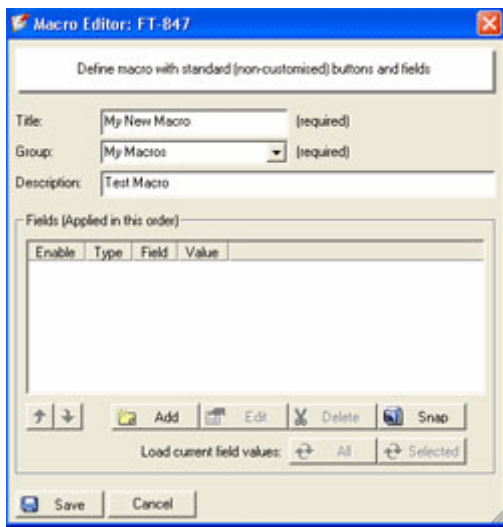 Macro Editor: FT-847
Define macro with standard (non-customised) buttons and fields
Title: My New Macro (required)
Group: My Macros (required)
Description: Test Macro
Fields (Applied in this order)
Enable Type Field Value
Add Edit Delete Snap
Load current field values: All Selected
Save Cancel